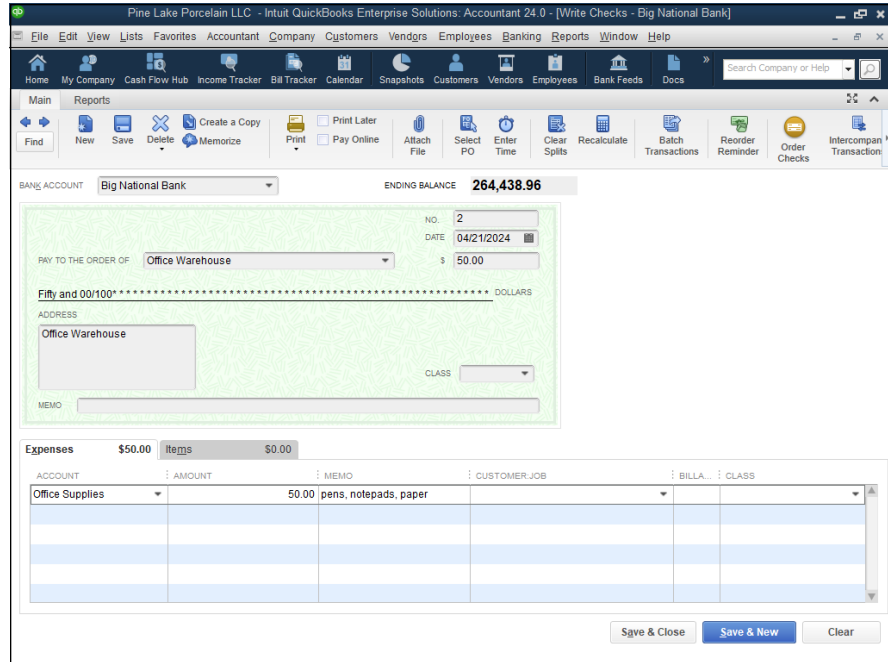 qb Pine Lake Porcelain LLC - Intuit QuickBooks Enterprise Solutions: Accountant 24.0 - [Write Checks - Big National Bank]
File Edit View Lists Favorites Accountant Company Customers Vendors Employees Banking Reports Window Help
Home My Company Cash Flow Hub Income Tracker Bill Tracker Calendar Snapshots Customers Vendors Employees Bank Feeds Docs » Search Company or Help
31
Main Reports
Find New Save Delete Create a Copy Memorize Print Print Later Pay Online Attach File Select PO Enter Time Clear Splits Recalculate Batch Transactions Reorder Reminder Order Checks Intercompan Transaction
BANK ACCOUNT Big National Bank ENDING BALANCE 264,438.96
NO. 2
DATE 04/21/2024
PAY TO THE ORDER OF Office Warehouse $ 50.00
Fifty and 00/100* * * * * * * * * * * * * * * * * * * * * * * * * * * * * * * * * * * * * * * * * * * * DOLLARS
ADDRESS
Office Warehouse
CLASS
MEMO
Expenses $50.00 Items $0.00
ACCOUNT AMOUNT MEMO CUSTOMER:JOB BILLA... CLASS
Office Supplies 50.00 pens, notepads, paper
Save & Close Save & New Clear